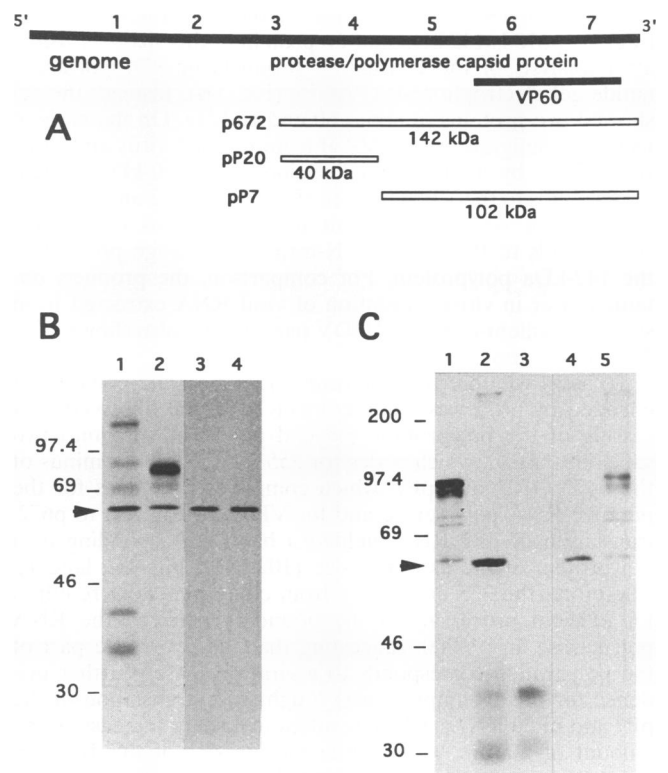 5' 1 2 3 4 5 6 7 3'
genome protease/polymerase capsid protein
VP60
A
p672
142 kDa
pP20
40 kDa
pP7
102 kDa
B
1 2 3 4
97.4
69
46
30
C
1 2 3 4 5
200
97.4
69
46
30